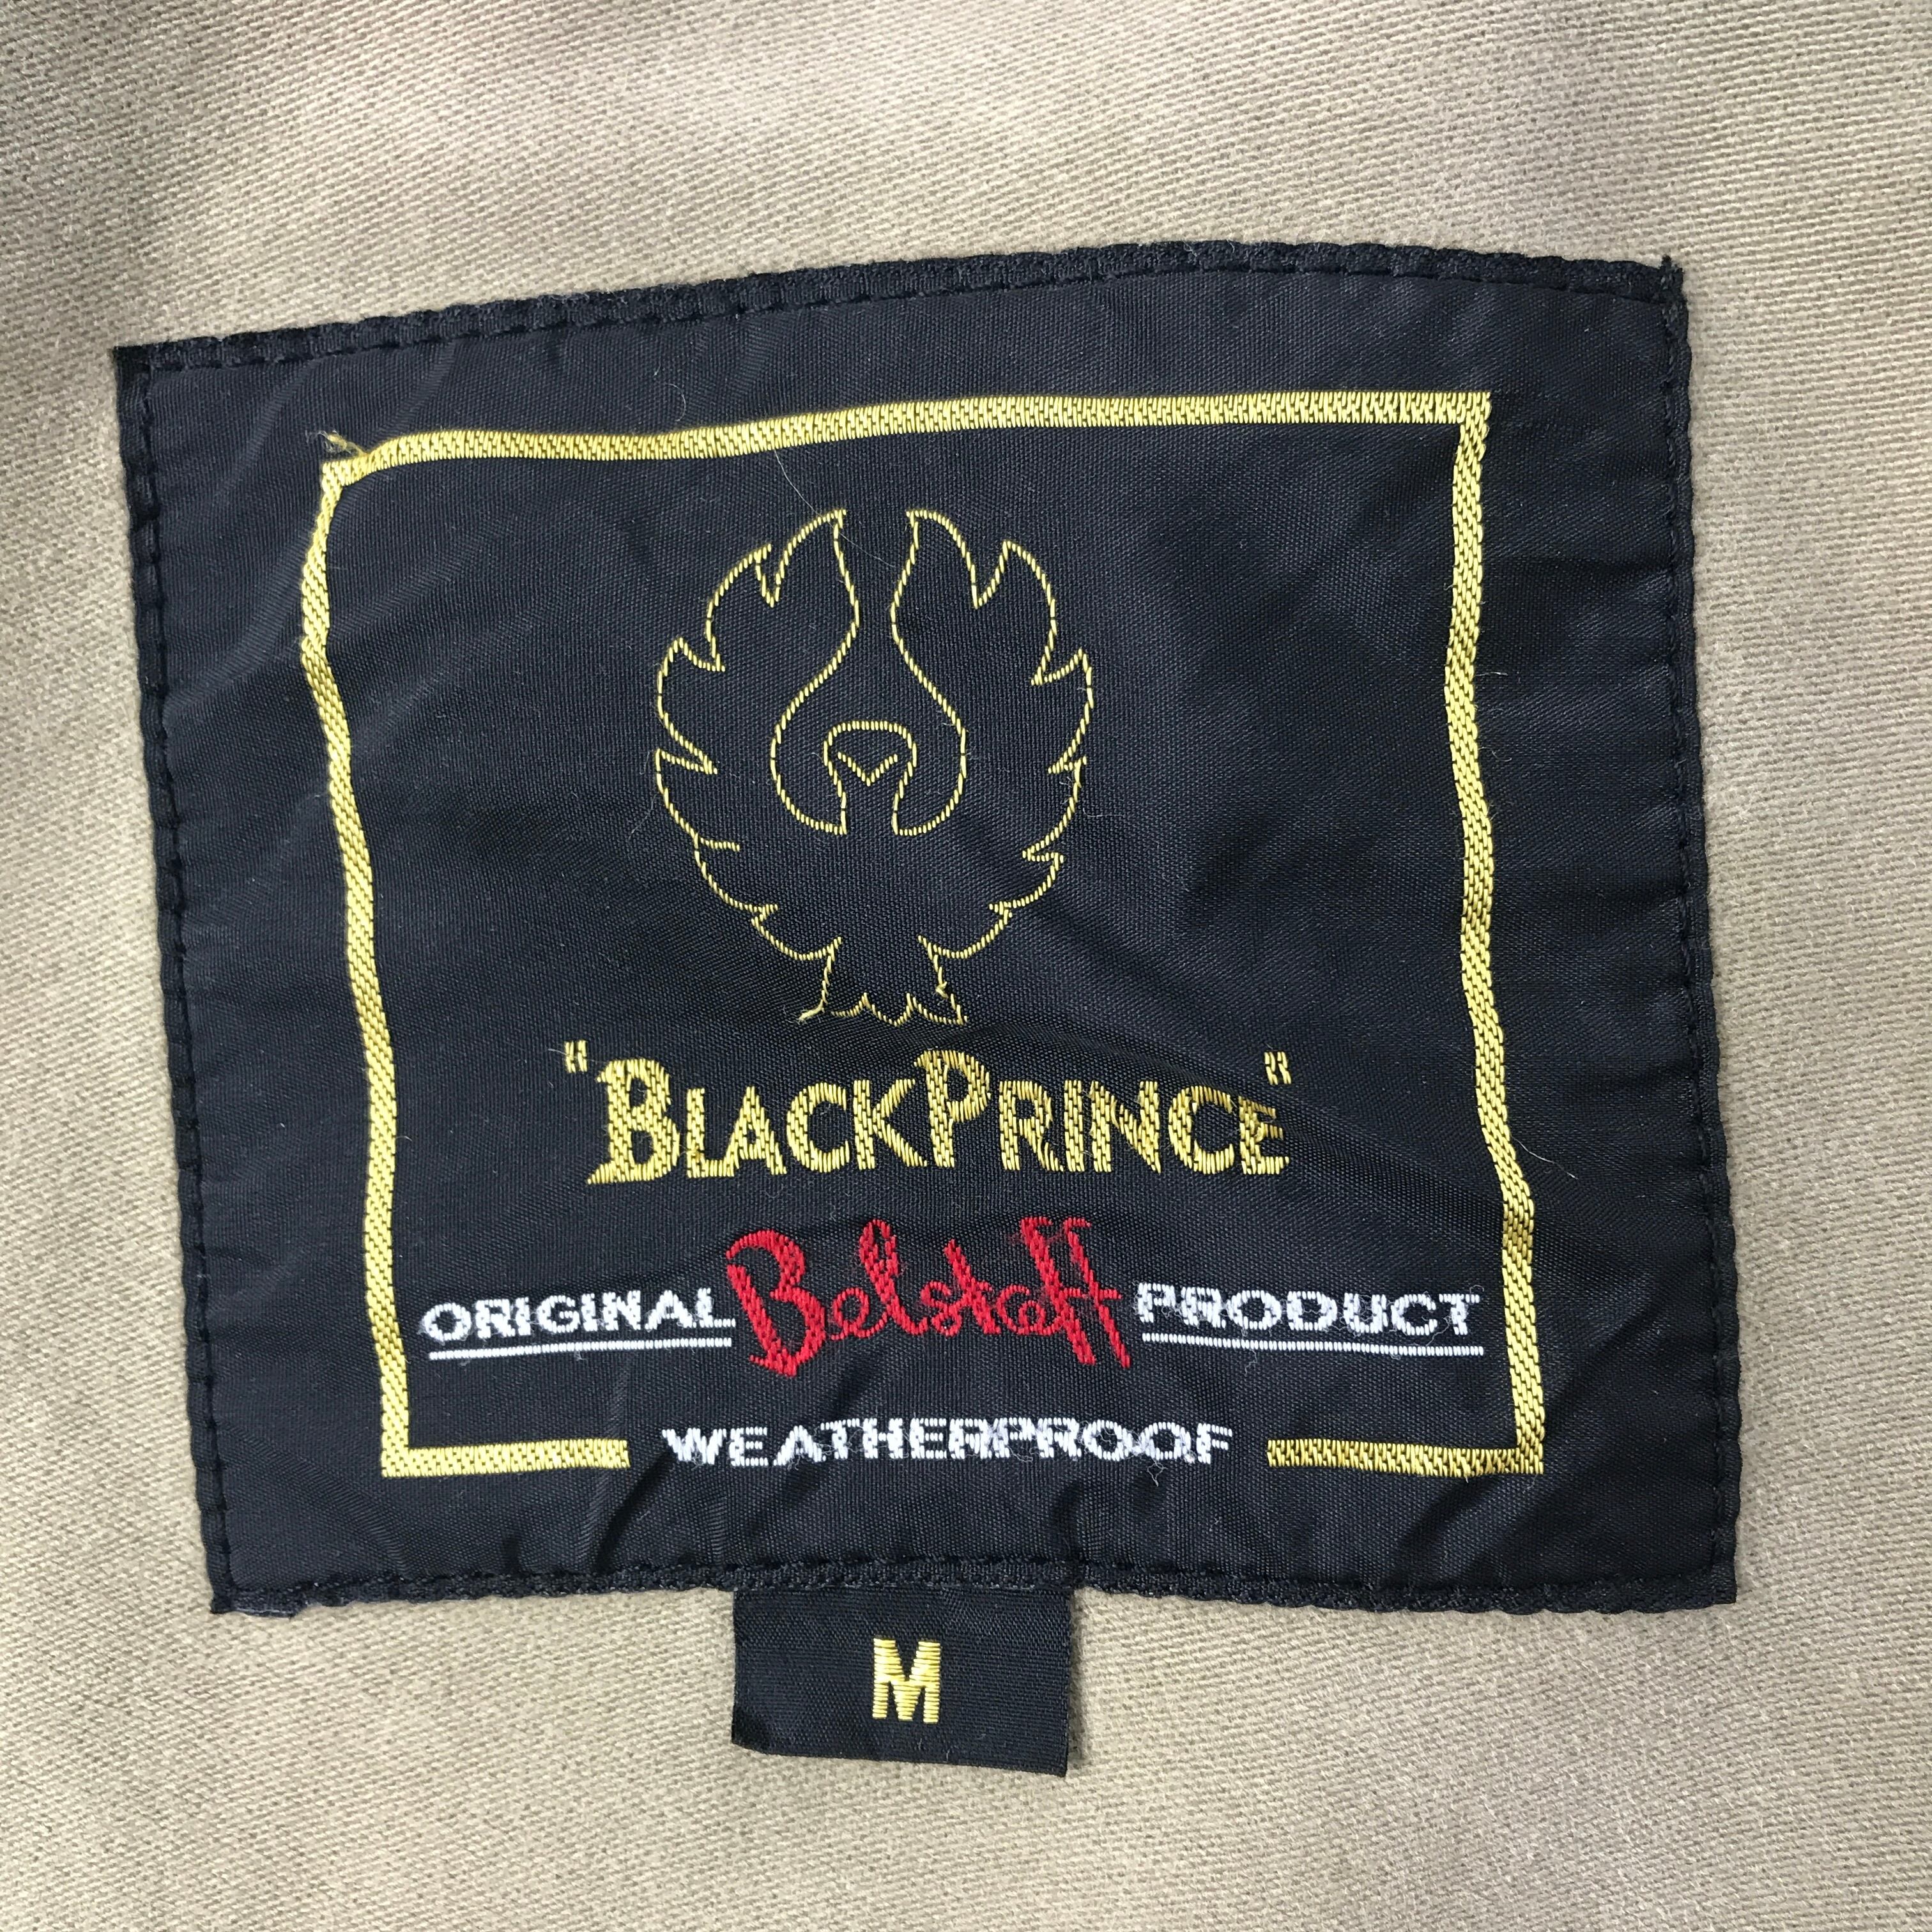 "BLACKPRINCE"
ORIGINAL Belstaff PRODUCT
WEATHERPROOF
M